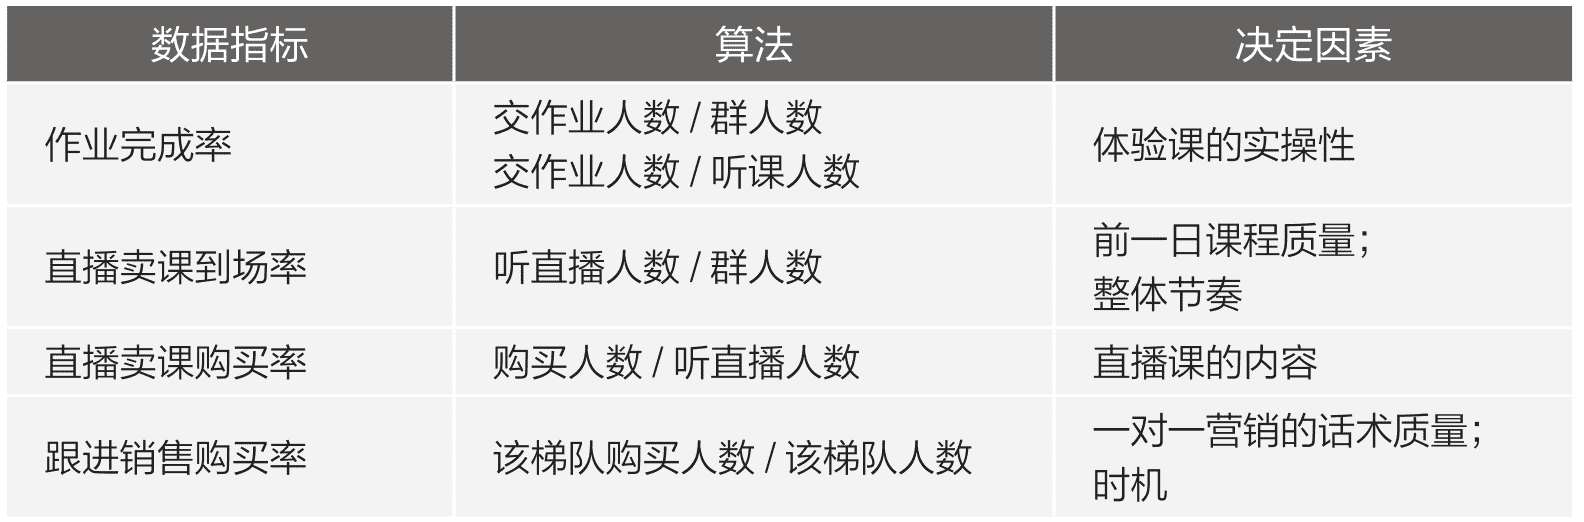 数据指标 算法 决定因素
作业完成率
交作业人数 / 群人数
交作业人数 / 听课人数
体验课的实操性
直播卖课到场率
听直播人数 / 群人数
前一日课程质量；
整体节奏
直播卖课购买率
购买人数 / 听直播人数
直播课的内容
跟进销售购买率
该梯队购买人数 / 该梯队人数
一对一营销的话术质量；
时机